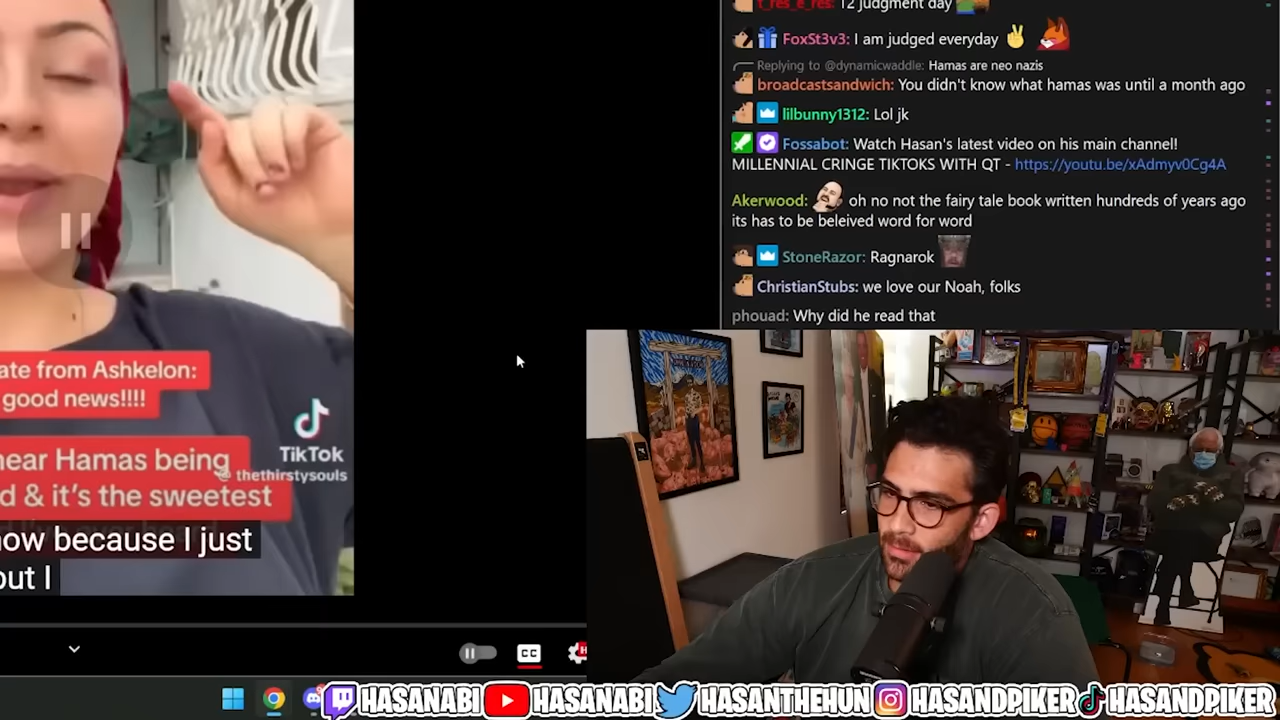 t_res_e_res: 12 judgment day
FoxSt3v3: I am judged everyday
Replying to @dynamicwaddle: Hamas are neo nazis
broadcastsandwich: You didn't know what hamas was until a month ago
lilbunny1312: Lol jk
Fossabot: Watch Hasan's latest video on his main channel!
MILLENNIAL CRINGE TIKTOKS WITH QT - https://youtu.be/xAdmyv0Cg4A
Akerwood: oh no not the fairy tale book written hundreds of years ago
its has to be beleived word for word
StoneRazor: Ragnarok
ChristianStubs: we love our Noah, folks
phouad: Why did he read that
ate from Ashkelon:
good news!!!!
near Hamas being
d & it's the sweetest
TikTok
@ thethirstysouls
now because I just
out I
CC
HASANABI HASANABI HASANTHEHUN HASANDPIKER HASANDPIKER